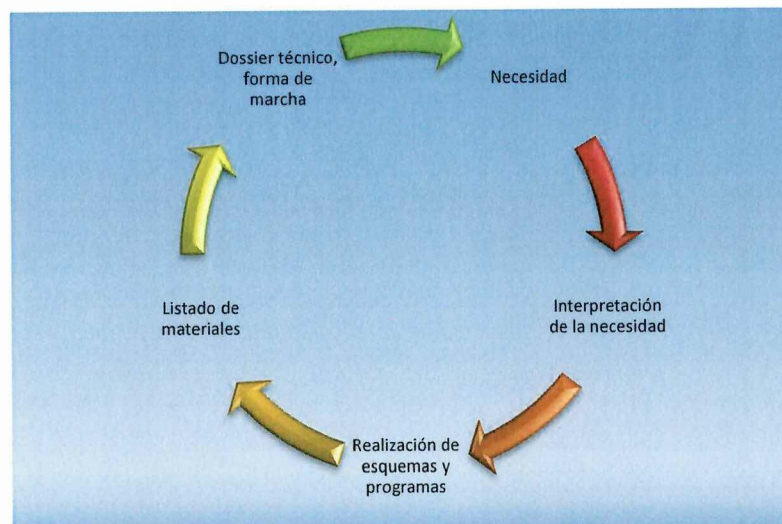 Dossier técnico,
forma de
marcha
Necesidad
Interpretación
de la necesidad
Realización de
esquemas y
programas
Listado de
materiales